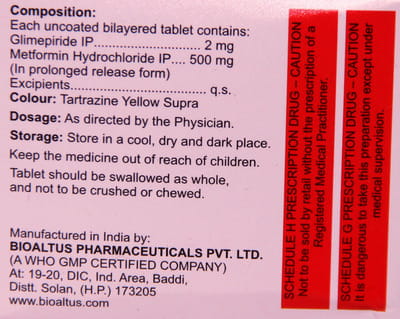 Composition:
Each uncoated bilayered tablet contains:
Glimepiride IP............................ 2 mg
Metformin Hydrochloride IP.... 500 mg
(In prolonged release form)
Excipients.................................... q.s.
Colour: Tartrazine Yellow Supra
Dosage: As directed by the Physician.
Storage: Store in a cool, dry and dark place.
Keep the medicine out of reach of children.
Tablet should be swallowed as whole,
and not to be crushed or chewed.
Manufactured in India by:
BIOALTUS PHARMACEUTICALS PVT. LTD.
(A WHO GMP CERTIFIED COMPANY)
At: 19-20, DIC, Ind. Area, Baddi,
Distt. Solan, (H.P.) 173205
www.bioaltus.com
SCHEDULE H PRESCRIPTION DRUG – CAUTION
Not to be sold by retail without the prescription of a
Registered Medical Practitioner.
SCHEDULE G PRESCRIPTION DRUG – CAUTION
It is dangerous to take this preparation except under
medical supervision.